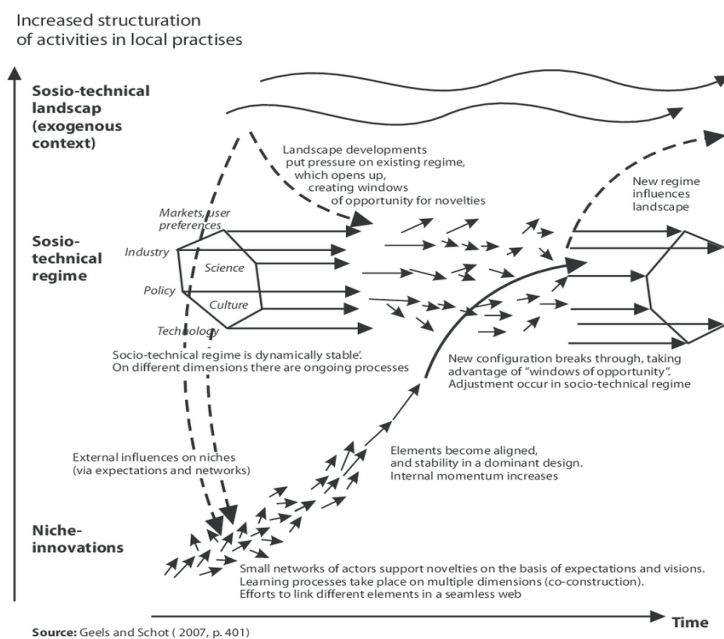 Increased structuration
of activities in local practises
Sosio-technical
landscap
(exogenous
context)
Landscape developments
put pressure on existing regime,
which opens up,
creating windows
of opportunity for novelties
New regime
influences
landscape
Markets, user
preferences
Sosio-
technical
regime
Industry
Science
Policy
Culture
Technology
Socio-technical regime is dynamically stable’.
On different dimensions there are ongoing processes
New configuration breaks through, taking
advantage of “windows of opportunity”.
Adjustment occur in socio-technical regime
External influences on niches
(via expectations and networks)
Elements become aligned,
and stability in a dominant design.
Internal momentum increases
Niche-
innovations
Small networks of actors support novelties on the basis of expectations and visions.
Learning processes take place on multiple dimensions (co-construction).
Efforts to link different elements in a seamless web
Time
Source: Geels and Schot ( 2007, p. 401)